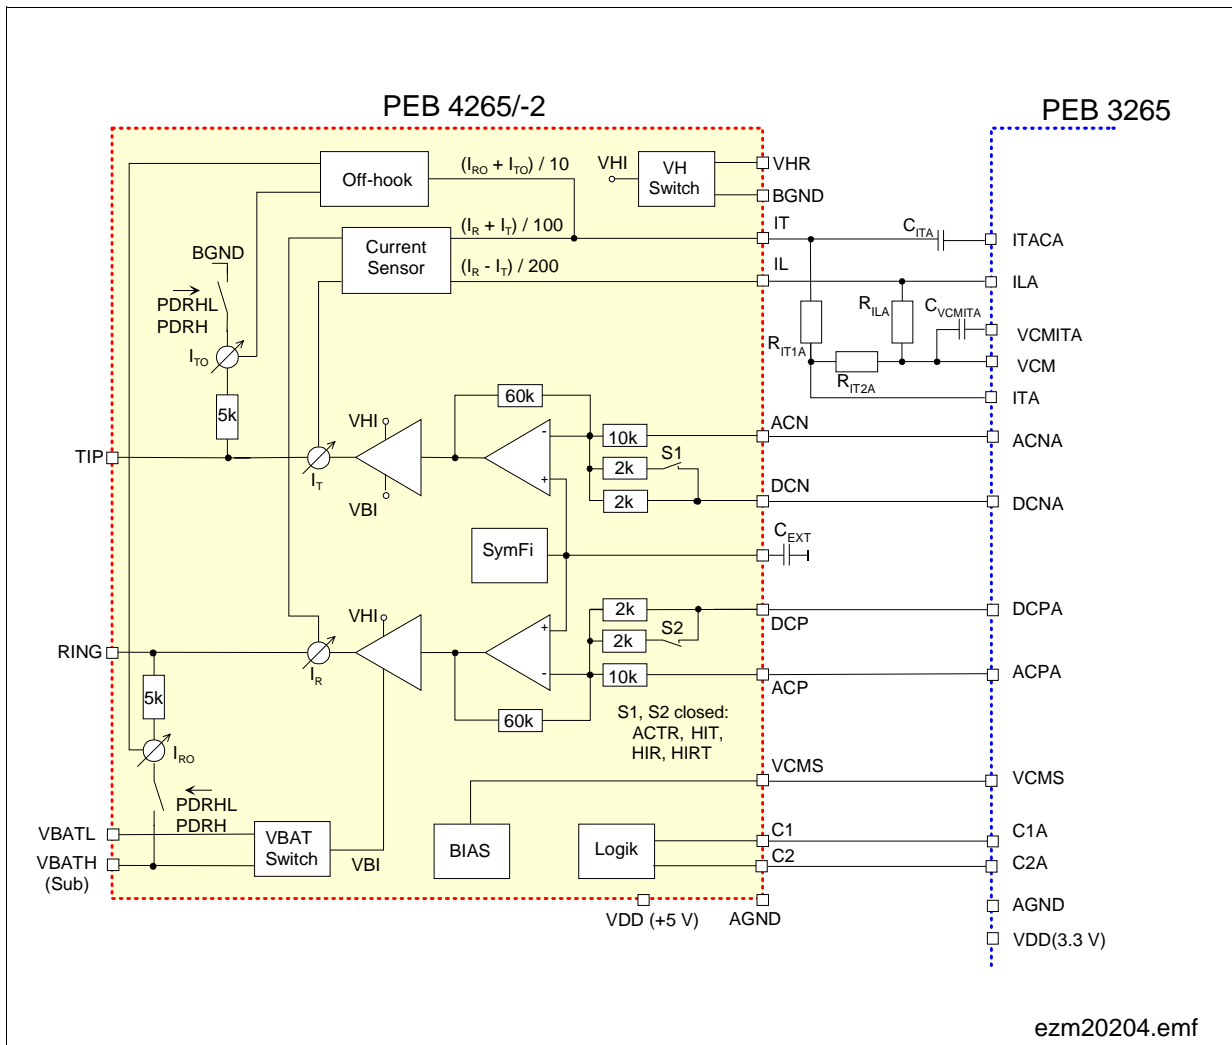 PEB 4265/-2
PEB 3265
Off-hook
(IRO + ITO) / 10
VHI
VH
Switch
VHR
BGND
IT
CITA
ITACA
BGND
Current
Sensor
(IR + IT) / 100
(IR - IT) / 200
IL
ILA
PDRHL
PDRH
RIT1A
RILA
CVCMITA
VCMITA
ITO
RIT2A
VCM
ITA
5k
60k
VHI
-
10k
ACN
ACNA
TIP
IT
2k
S1
+
VBI
2k
DCN
DCNA
SymFi
CEXT
VHI
+
2k
DCP
DCPA
2k
S2
RING
IR
-
10k
ACP
ACPA
5k
60k
S1, S2 closed:
ACTR, HIT,
HIR, HIRT
IRO
VCMS
VCMS
PDRHL
PDRH
VBATL
VBATH
(Sub)
VBAT
Switch
VBI
BIAS
Logik
C1
C2
C1A
C2A
VDD (+5 V)
AGND
AGND
VDD(3.3 V)
ezm20204.emf